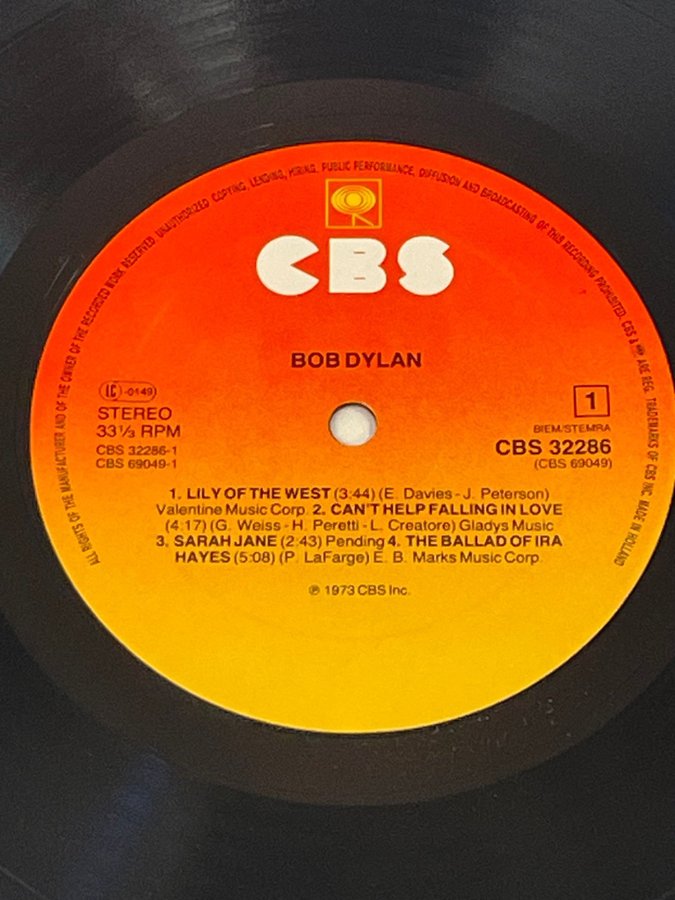 ALL RIGHTS OF THE MANUFACTURER AND OF THE OWNER OF THE RECORDED WORK RESERVED UNAUTHORIZED COPYING, LENDING, HIRING, PUBLIC PERFORMANCE, DIFFUSION AND BROADCASTING OF THIS RECORDING PROHIBITED. CBS & ARE REG. TRADEMARKS OF CBS INC. MADE IN HOLLAND
CBS
BOB DYLAN
LC-0149
STEREO
33⅓ RPM
CBS 32286-1
CBS 69049-1
1
BIEM/STEMRA
CBS 32286
(CBS 69049)
1. LILY OF THE WEST (3:44) (E. Davies - J. Peterson)
Valentine Music Corp. 2. CAN'T HELP FALLING IN LOVE
(4:17) (G. Weiss - H. Peretti - L. Creatore) Gladys Music
3. SARAH JANE (2:43) Pending 4. THE BALLAD OF IRA
HAYES (5:08) (P. LaFarge) E. B. Marks Music Corp.
℗ 1973 CBS Inc.